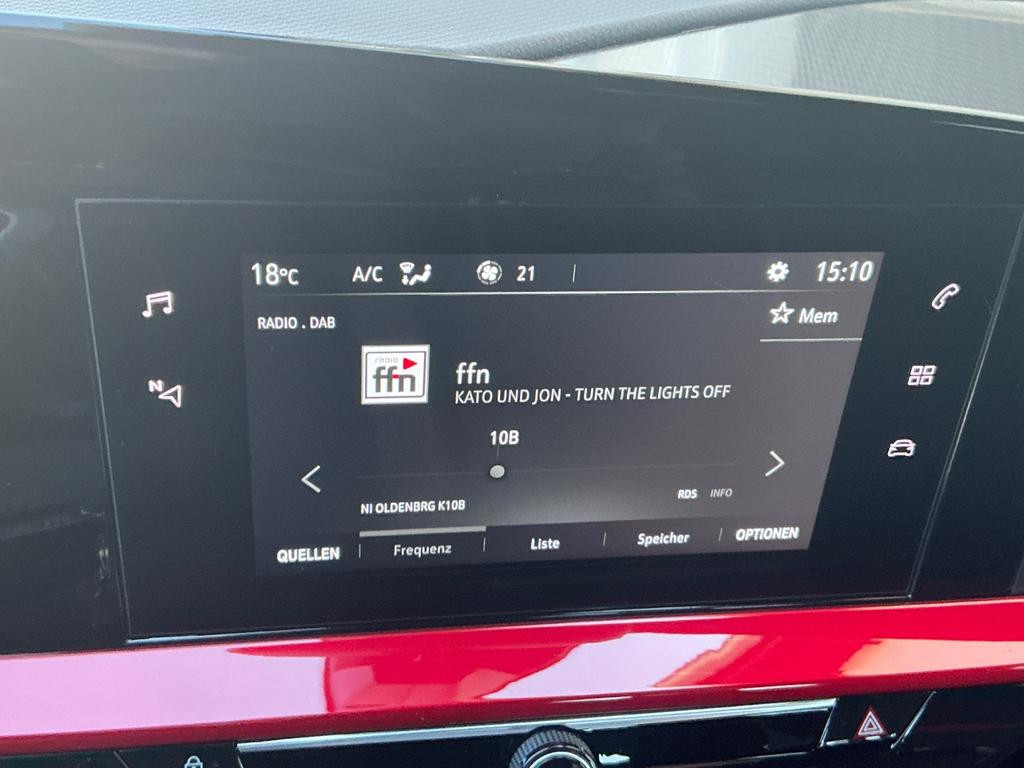 18°C A/C 21 15:10
RADIO . DAB
Mem
radio
ffn
ffn
KATO UND JON - TURN THE LIGHTS OFF
10B
NI OLDENBRG K10B
RDS INFO
QUELLEN Frequenz Liste Speicher OPTIONEN
N